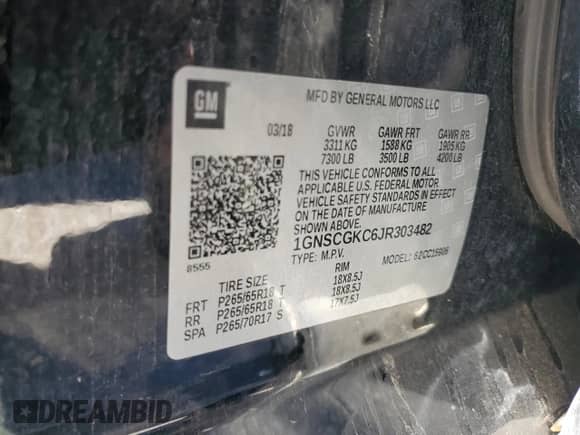 GM
MFD BY GENERAL MOTORS LLC
03/18 GVWR GAWR FRT GAWR RR
3311 KG 1588 KG 1905 KG
7300 LB 3500 LB 4200 LB
THIS VEHICLE CONFORMS TO ALL
APPLICABLE U.S. FEDERAL MOTOR
VEHICLE SAFETY STANDARDS IN EFFECT
ON THE DATE OF MANUFACTURE
SHOWN ABOVE.
1GNSCGKC6JR303482
8555 TYPE: M.P.V. MODEL:
TIRE SIZE RIM
FRT P265/65R18 T 18X8.5J
RR P265/65R18 T 18X8.5J
SPA P265/70R17 S 17X7.5J
DREAMBID